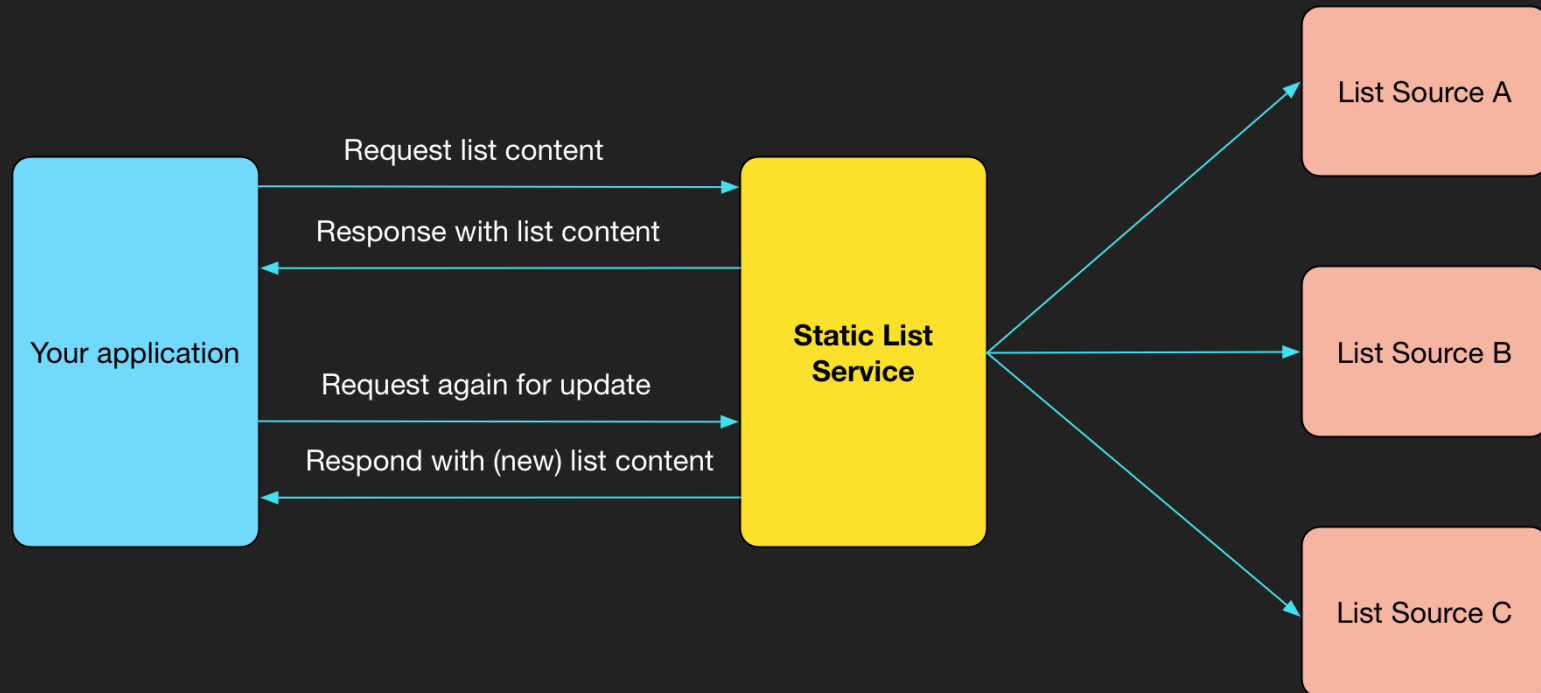 Request list content
Response with list content
Your application
Request again for update
Respond with (new) list content
Static List
Service
List Source A
List Source B
List Source C